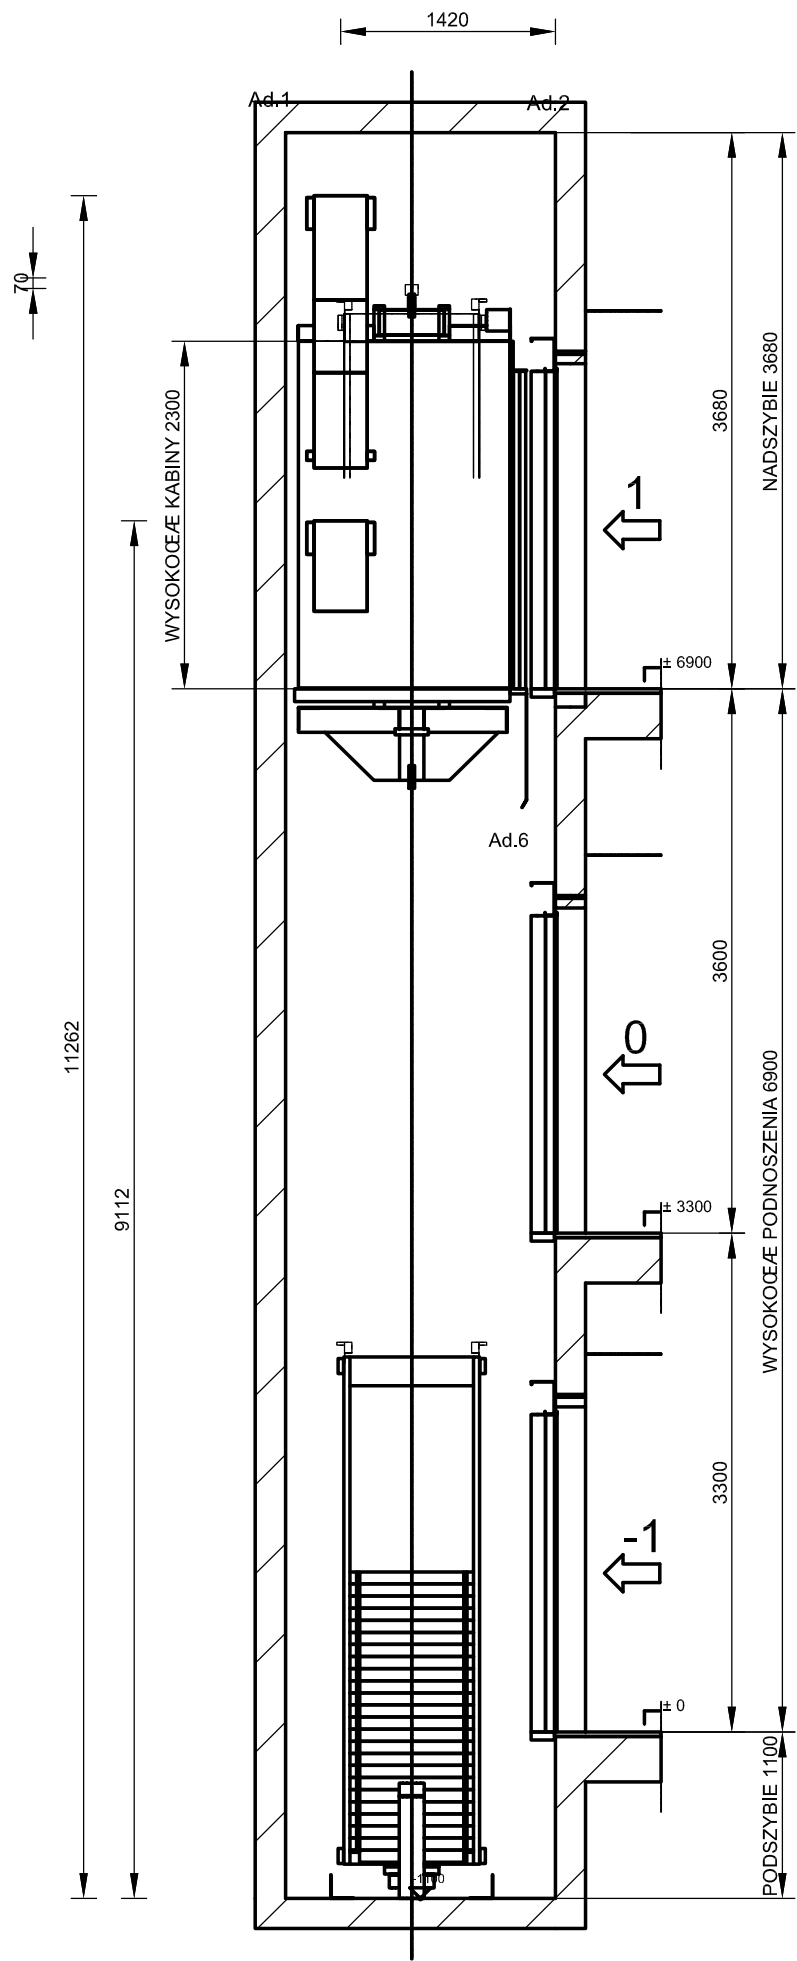 1420
Ad.1
Ad.2
70
WYSOKOŒÆ KABINY 2300
3680
NADSZYBIE 3680
1
± 6900
Ad.6
11262
9112
3600
WYSOKOŒÆ PODNOSZENIA 6900
0
± 3300
3300
-1
± 0
PODSZYBIE 1100
-1100